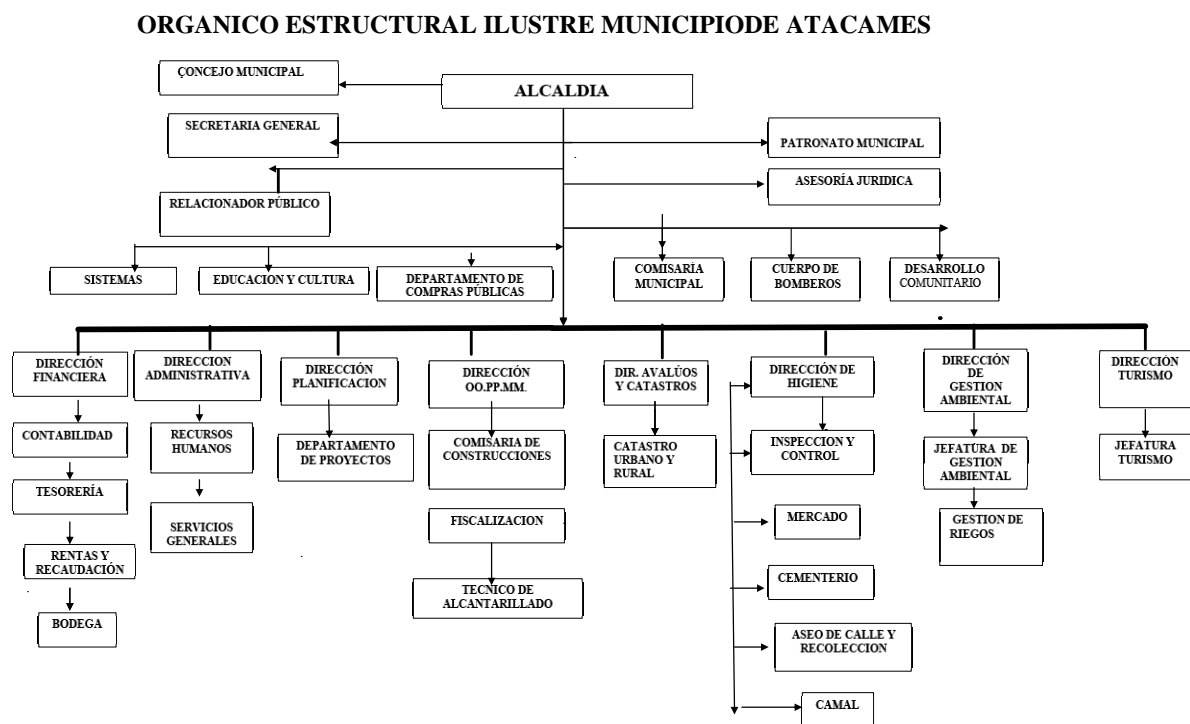 ORGANICO ESTRUCTURAL ILUSTRE MUNICIPIODE ATACAMES
CONCEJO MUNICIPAL
ALCALDIA
SECRETARIA GENERAL
PATRONATO MUNICIPAL
ASESORÍA JURIDICA
RELACIONADOR PÚBLICO
SISTEMAS
EDUCACION Y CULTURA
DEPARTAMENTO DE
COMPRAS PÚBLICAS
COMISARÍA
MUNICIPAL
CUERPO DE
BOMBEROS
DESARROLLO
COMUNITARIO
DIRECCIÓN
FINANCIERA
DIRECCION
ADMINISTRATIVA
DIRECCIÓN
PLANIFICACION
DIRECCIÓN
OO.PP.MM.
DIR. AVALÚOS
Y CATASTROS
DIRECCIÓN DE
HIGIENE
DIRECCIÓN
DE
GESTION
AMBIENTAL
DIRECCIÓN
TURISMO
CONTABILIDAD
RECURSOS
HUMANOS
DEPARTAMENTO
DE PROYECTOS
COMISARIA DE
CONSTRUCCIONES
CATASTRO
URBANO Y
RURAL
INSPECCION Y
CONTROL
JEFATURA DE
GESTION
AMBIENTAL
JEFATURA
TURISMO
TESORERÍA
SERVICIOS
GENERALES
FISCALIZACION
MERCADO
GESTION DE
RIEGOS
RENTAS Y
RECAUDACIÓN
TECNICO DE
ALCANTARILLADO
CEMENTERIO
BODEGA
ASEO DE CALLE Y
RECOLECCION
CAMAL